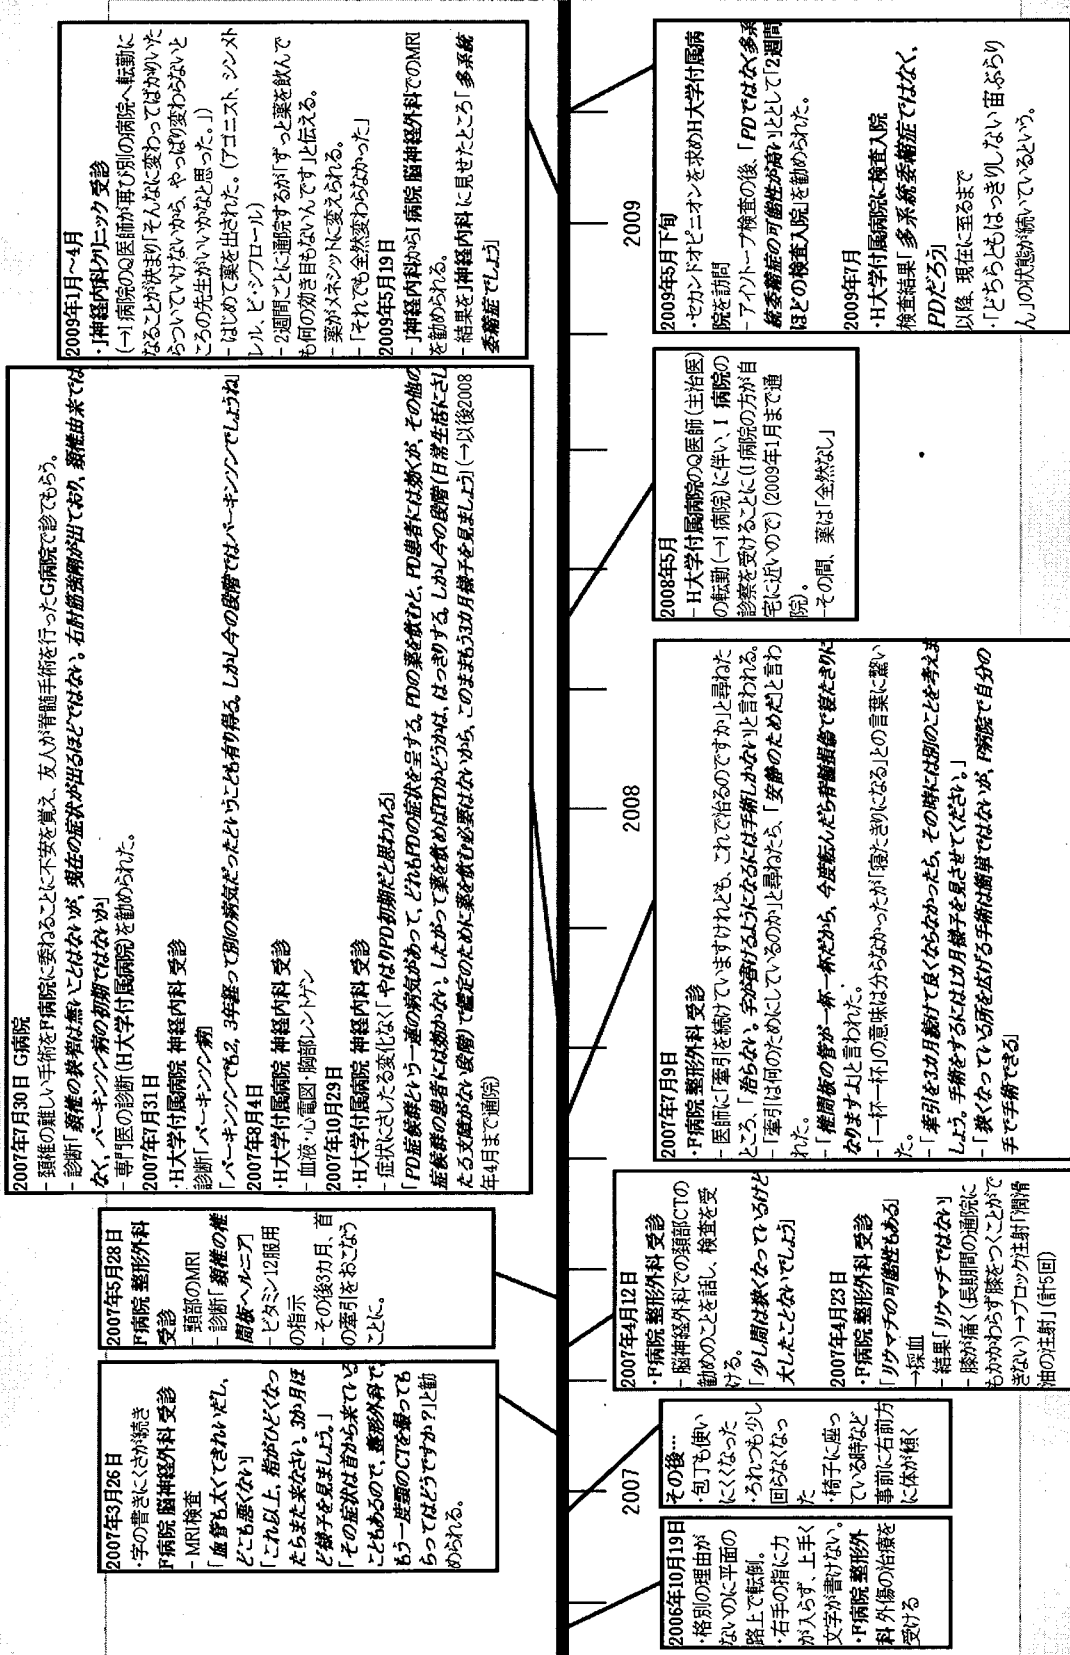 2006年10月19日
・格別の理由が
ないのに平面の
路上で転倒。
・右手の指に力
が入らず、上手く
文字が書けない。
・F病院 整形外
科 外傷の治療を
受ける
その後…
・包丁も使い
にくくなった
・ろれつも少し
回らなくなっ
た
・椅子に座っ
ている時など
事前に右前方
に体が傾く
2007年3月26日
・字の書きにくさが続き
F病院 脳神経外科 受診
- MRI検査
「血管も太くてきれいだし、
どこも悪くない」
「これ以上、指がひどくなっ
たらまた来なさい。3か月ほ
ど様子を見ましょう。」
「その症状は首から来ている
こともあるので、整形外科で、
もう一度頚のCTを撮っても
らってはどうですか？」と勧
められる。
2007年4月12日
・F病院 整形外科 受診
- 脳神経外科での頚部CTの
勧めのことを話し、検査を受
ける。
「少し間は狭くなっているけど
大したことないでしょう」
2007年4月23日
・F病院 整形外科 受診
「リウマチの可能性もある」
→採血
- 結果「リウマチではない」
- 膝が痛く（長期間の通院に
もかかわらず膝をつくことがで
きない）→ブロック注射「潤滑
油の注射」（計5回）
2007年5月28日
F病院 整形外科
受診
- 頚部のMRI
- 診断「頚椎の椎
間板ヘルニア」
- ビタミン12服用
の指示
- その後3カ月、首
の牽引をおこなう
ことに。
2007年7月9日
・F病院 整形外科 受診
- 医師に「牽引を続けていますけれども、これで治るのですか」と尋ねた
ところ、「治らない。字が書けるようになるには手術しかない」と言われる。
- 「牽引は何のためにしているのか」と尋ねたら、「安静のためだ」と言わ
れた。
- 「椎間板の管が一杯一杯だから、今度転んだら脊髄損傷で寝たきりに
なりますよ」と言われた。
- 「一杯一杯」の意味は分らなかったが「寝たきりになる」との言葉に驚い
た。
- 「牽引を3カ月続けて良くならなかったら、その時には別のことを考えま
しょう。手術をするには1カ月様子を見させてください。」
- 「狭くなっている所を広げる手術は簡単ではないが、F病院で自分の
手で手術できる」
2007年7月30日 G病院
- 頚椎の難しい手術をF病院に委ねることに不安を覚え、友人が脊髄手術を行ったG病院で診てもらう。
- 診断「頚椎の狭窄は無いことはないが、現在の症状が出るほどではない。右肘筋強剛が出ており、頚椎由来では
なく、パーキンソン病の初期ではないか」
- 専門医の診断（H大学付属病院）を勧められた。
2007年7月31日
・H大学付属病院 神経内科 受診
診断「パーキンソン病」
「パーキンソンでも2，3年経って別の病気だったということも有り得る。しかし今の段階ではパーキンソンでしょうね」
2007年8月4日
・H大学付属病院 神経内科 受診
- 血液・心電図・胸部レントゲン
2007年10月29日
・H大学付属病院 神経内科 受診
- 症状にさしたる変化なく「やはりPD初期だと思われる」
「PD症候群という一連の病気があって、どれもPDの症状を呈する。PDの薬を飲むと、PD患者には効くが、その他の
症候群の患者には効かない。したがって薬を飲めばPDかどうかは、はっきりする。しかし今の段階（日常生活にさし
たる支障がない段階）で鑑定のために薬を飲む必要はないから、このままもう3カ月様子を見ましょう」（→以後2008
年4月まで通院）
2008年5月
- H大学付属病院のQ医師（主治医）
の転勤（→I 病院）に伴い、I 病院の
診察を受けることに（I 病院の方が自
宅に近いので）（2009年1月まで通
院）。
- その間、薬は「全然なし」
2009年1月～4月
・J神経内科クリニック 受診
（→I 病院のQ医師が再び別の病院へ転勤に
なることが決まり「そんなに変わってばかりいた
らついていけないから、やっぱり変わらないと
ころの先生がいいかなと思った。」）
- はじめて薬を出された。（アゴニスト、シンメト
レル、ビ・シフロール）
- 2週間ごとに通院するが「ずっと薬を飲んで
も何の効き目もないんです」と伝える。
- 薬がメネシットに変えられる。
- 「それでも全然変わらなかった」
2009年5月19日
- J神経内科からI 病院 脳神経外科でのMRI
を勧められる。
- 結果をJ神経内科に見せたところ「多系統
委縮症でしょう」
2009年5月下旬
・セカンドオピニオンを求めH大学付属病
院を訪問
- アイソトープ検査の後、「PDではなく多系
統委縮症の可能性が高い」として「2週間
ほどの検査入院」を勧められた。
2009年7月
・H大学付属病院に検査入院
検査結果「多系統委縮症ではなく、
PDだろう」
以降、現在に至るまで
・「どちらともはっきりしない宙ぶらり
ん」の状態が続いているという。
2007
2008
2009